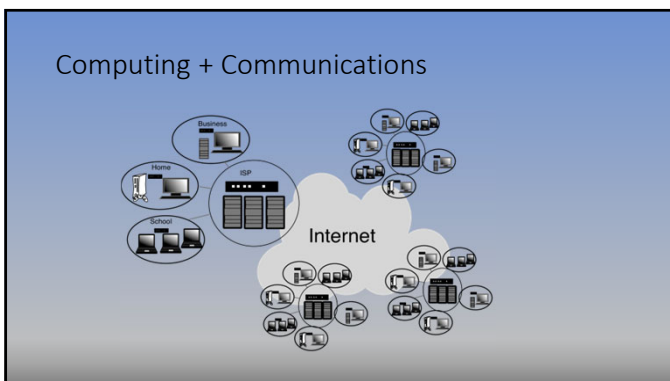 Computing + Communications
Business
Home
ISP
School
Internet